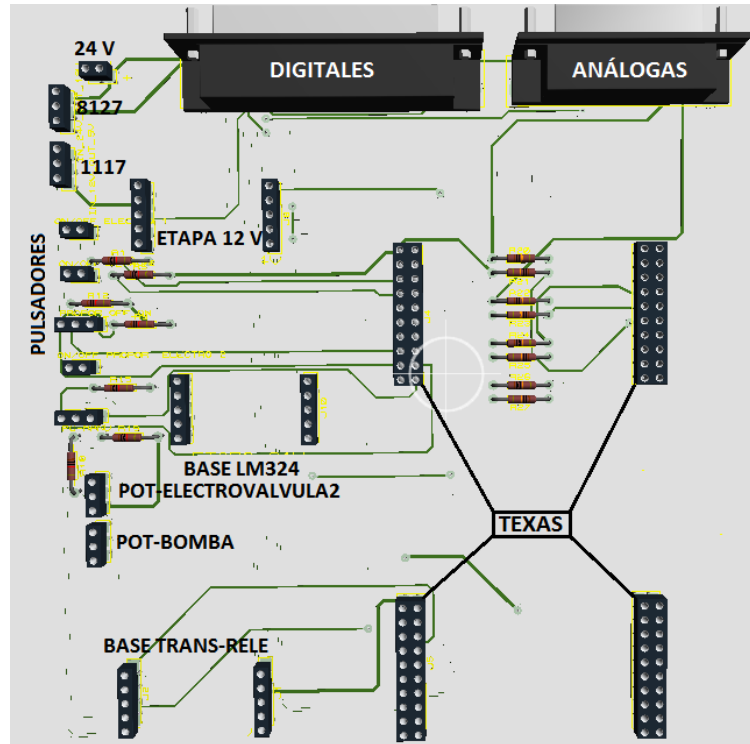 24 V
DIGITALES
ANÁLOGAS
8127
1117
ETAPA 12 V
PULSADORES
BASE LM324
POT-ELECTROVALVULA2
POT-BOMBA
TEXAS
BASE TRANS-RELE